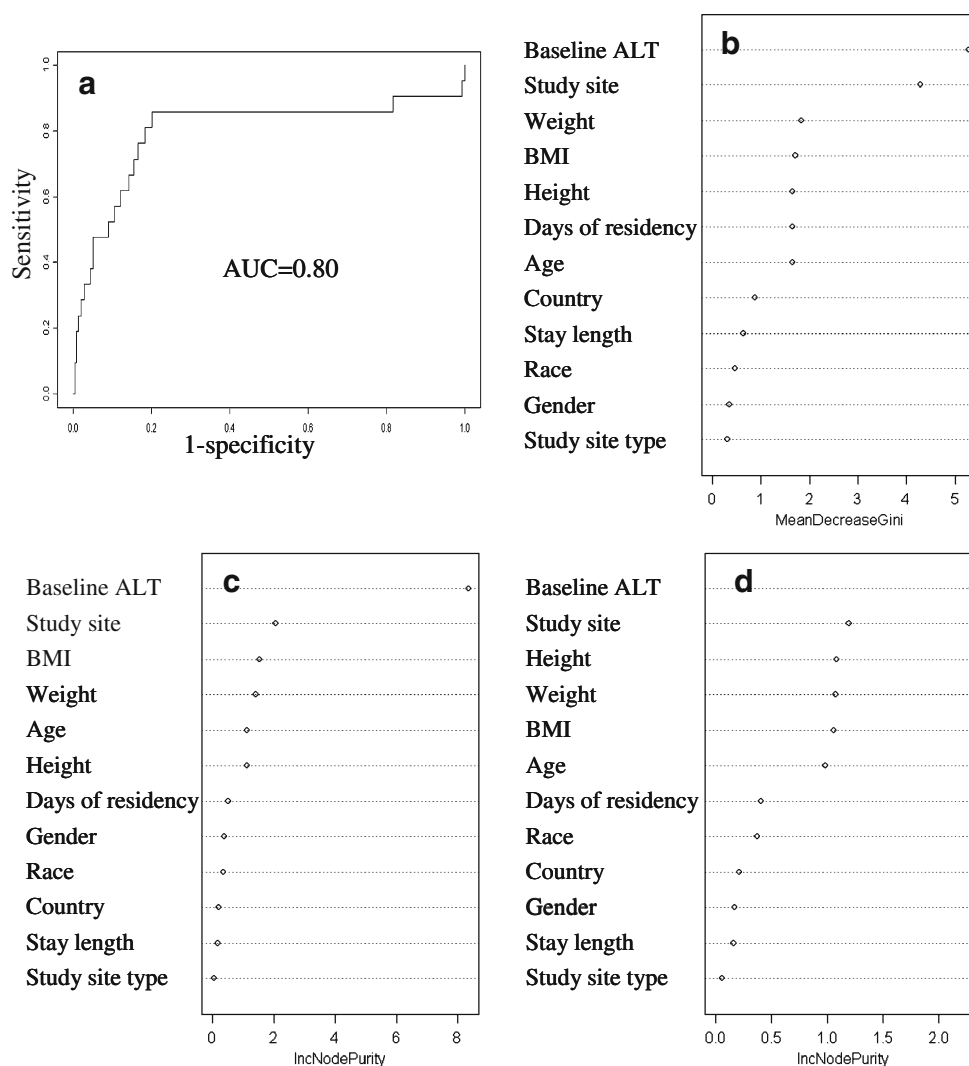 a
Sensitivity
1.0
0.8
0.6
0.4
0.2
0.0
AUC=0.80
0.0 0.2 0.4 0.6 0.8 1.0
1-specificity
b
Baseline ALT
Study site
Weight
BMI
Height
Days of residency
Age
Country
Stay length
Race
Gender
Study site type
0 1 2 3 4 5
MeanDecreaseGini
c
Baseline ALT
Study site
BMI
Weight
Age
Height
Days of residency
Gender
Race
Country
Stay length
Study site type
0 2 4 6 8
IncNodePurity
d
Baseline ALT
Study site
Height
Weight
BMI
Age
Days of residency
Race
Country
Gender
Stay length
Study site type
0.0 0.5 1.0 1.5 2.0
IncNodePurity